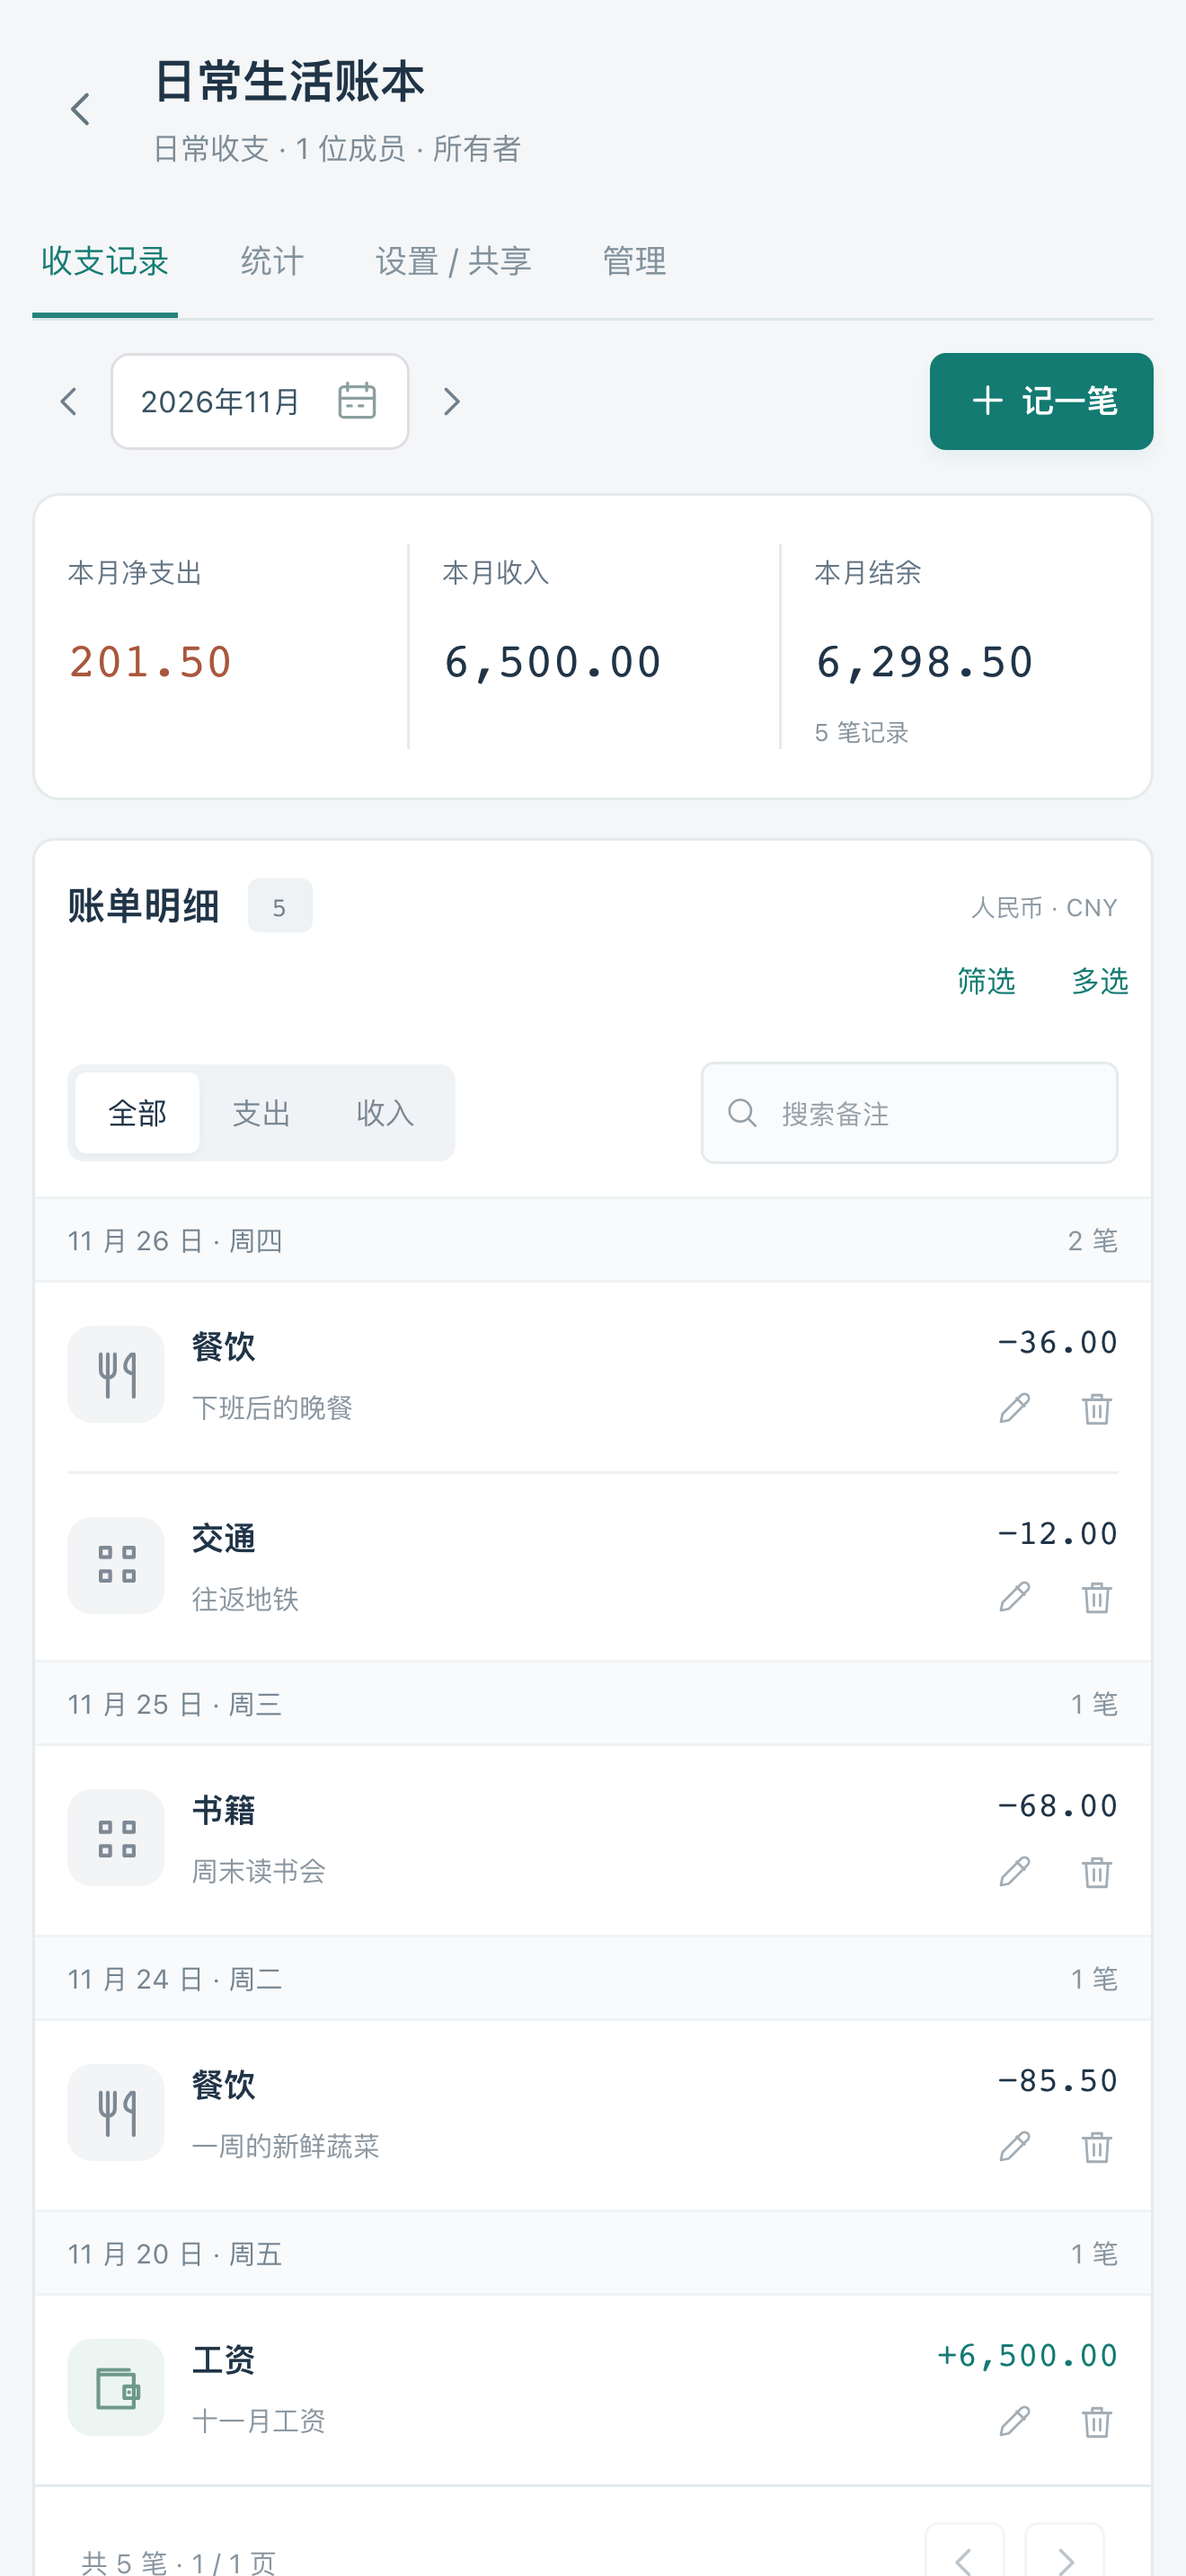 日常生活账本
日常收支 · 1 位成员 · 所有者
收支记录 统计 设置 / 共享 管理
2026年11月
记一笔
本月净支出 本月收入 本月结余
201.50 6,500.00 6,298.50
5 笔记录
账单明细 5 人民币 · CNY
筛选 多选
全部 支出 收入 搜索备注
11 月 26 日 · 周四 2 笔
餐饮 −36.00
下班后的晚餐
交通 −12.00
往返地铁
11 月 25 日 · 周三 1 笔
书籍 −68.00
周末读书会
11 月 24 日 · 周二 1 笔
餐饮 −85.50
一周的新鲜蔬菜
11 月 20 日 · 周五 1 笔
工资 +6,500.00
十一月工资
共 5 笔 · 1 / 1 页